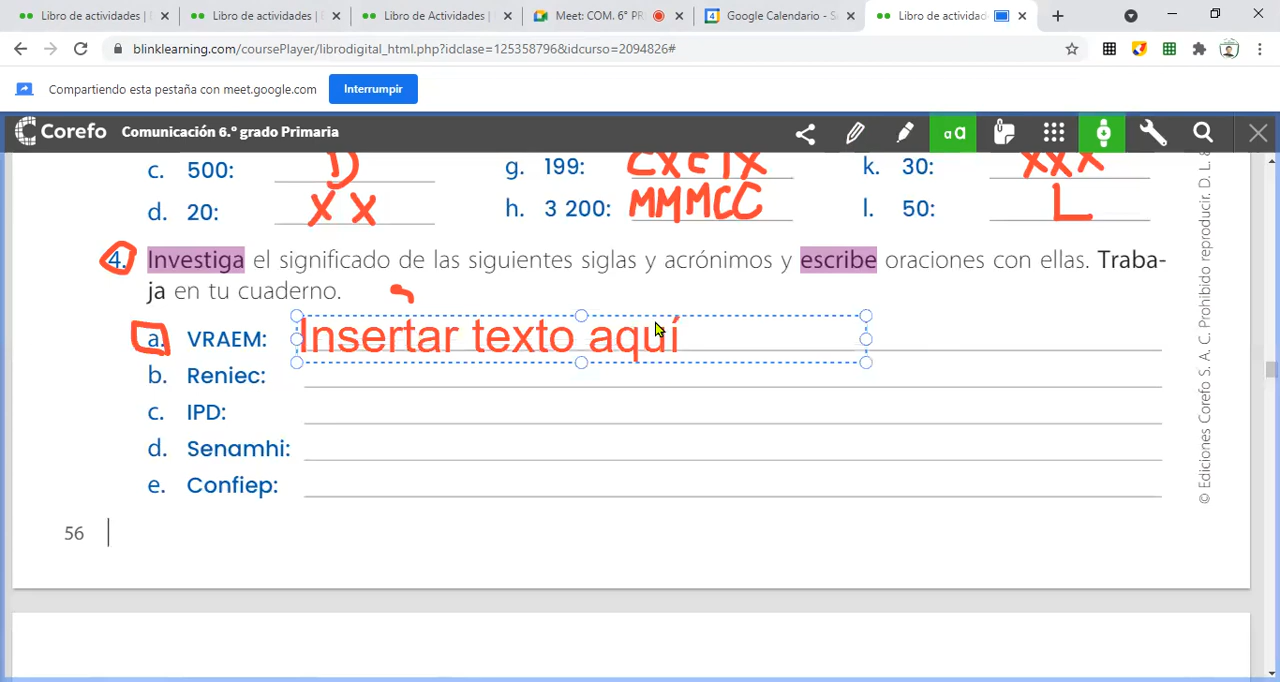 Libro de actividades | E
Libro de actividades | E
Libro de Actividades |
Meet: COM. 6° PR
Google Calendario - S
Libro de actividad
blinklearning.com/coursePlayer/librodigital_html.php?idclase=125358796&idcurso=2094826#
Compartiendo esta pestaña con meet.google.com
Interrumpir
Corefo Comunicación 6.º grado Primaria
aa
c. 500: D g. 199: CXCIX k. 30: XXX
d. 20: XX h. 3 200: MMMCC l. 50: L
4. Investiga el significado de las siguientes siglas y acrónimos y escribe oraciones con ellas. Traba-
ja en tu cuaderno.
a. VRAEM: Insertar texto aquí
b. Reniec:
c. IPD:
d. Senamhi:
e. Confiep:
56
© Ediciones Corefo S. A. C. Prohibido reproducir. D. L. 8